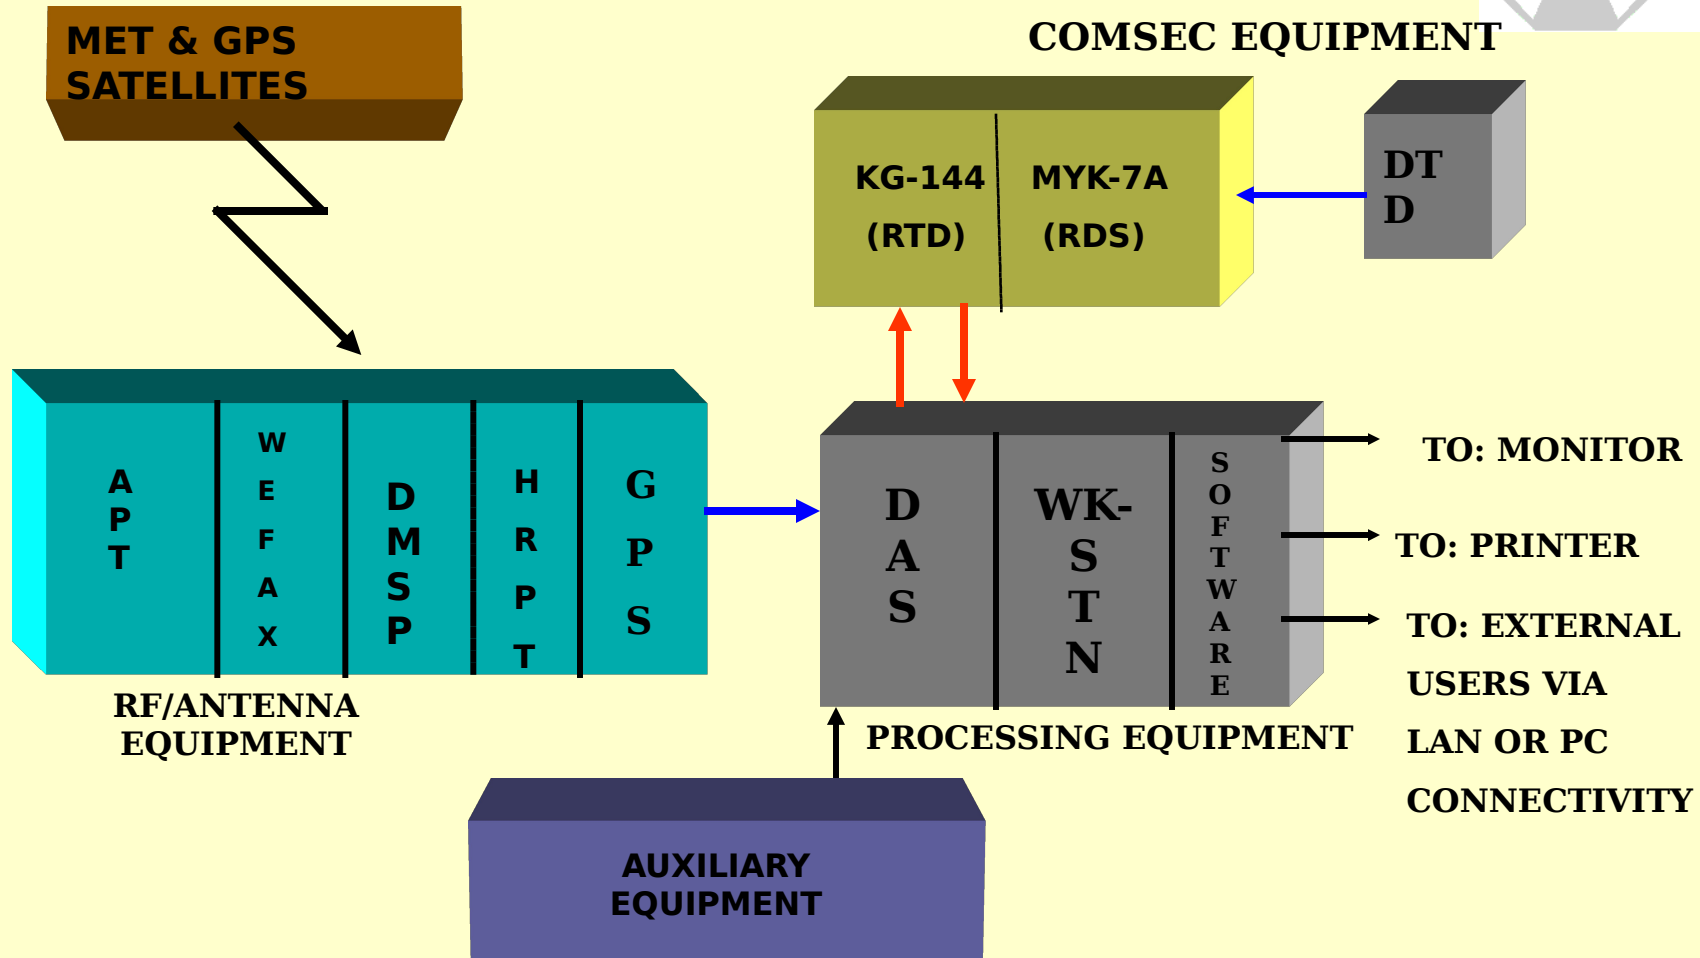 MET & GPS
SATELLITES
COMSEC EQUIPMENT
KG-144
(RTD)
MYK-7A
(RDS)
DT
D
A
P
T
W
E
F
A
X
D
M
S
P
H
R
P
T
G
P
S
RF/ANTENNA
EQUIPMENT
D
A
S
WK-
S
T
N
S
O
F
T
W
A
R
E
PROCESSING EQUIPMENT
TO: MONITOR
TO: PRINTER
TO: EXTERNAL
USERS VIA
LAN OR PC
CONNECTIVITY
AUXILIARY
EQUIPMENT